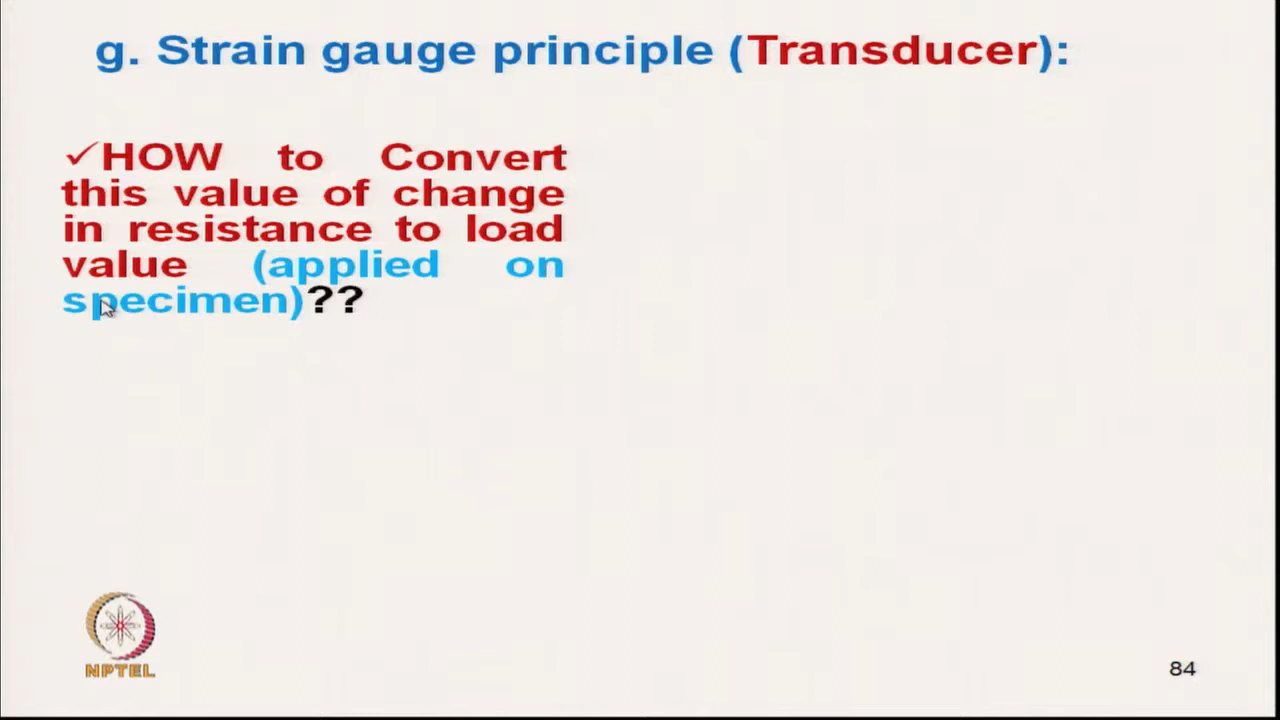 g. Strain gauge principle (Transducer):
✓HOW to Convert
this value of change
in resistance to load
value (applied on
specimen)??
NPTEL
84